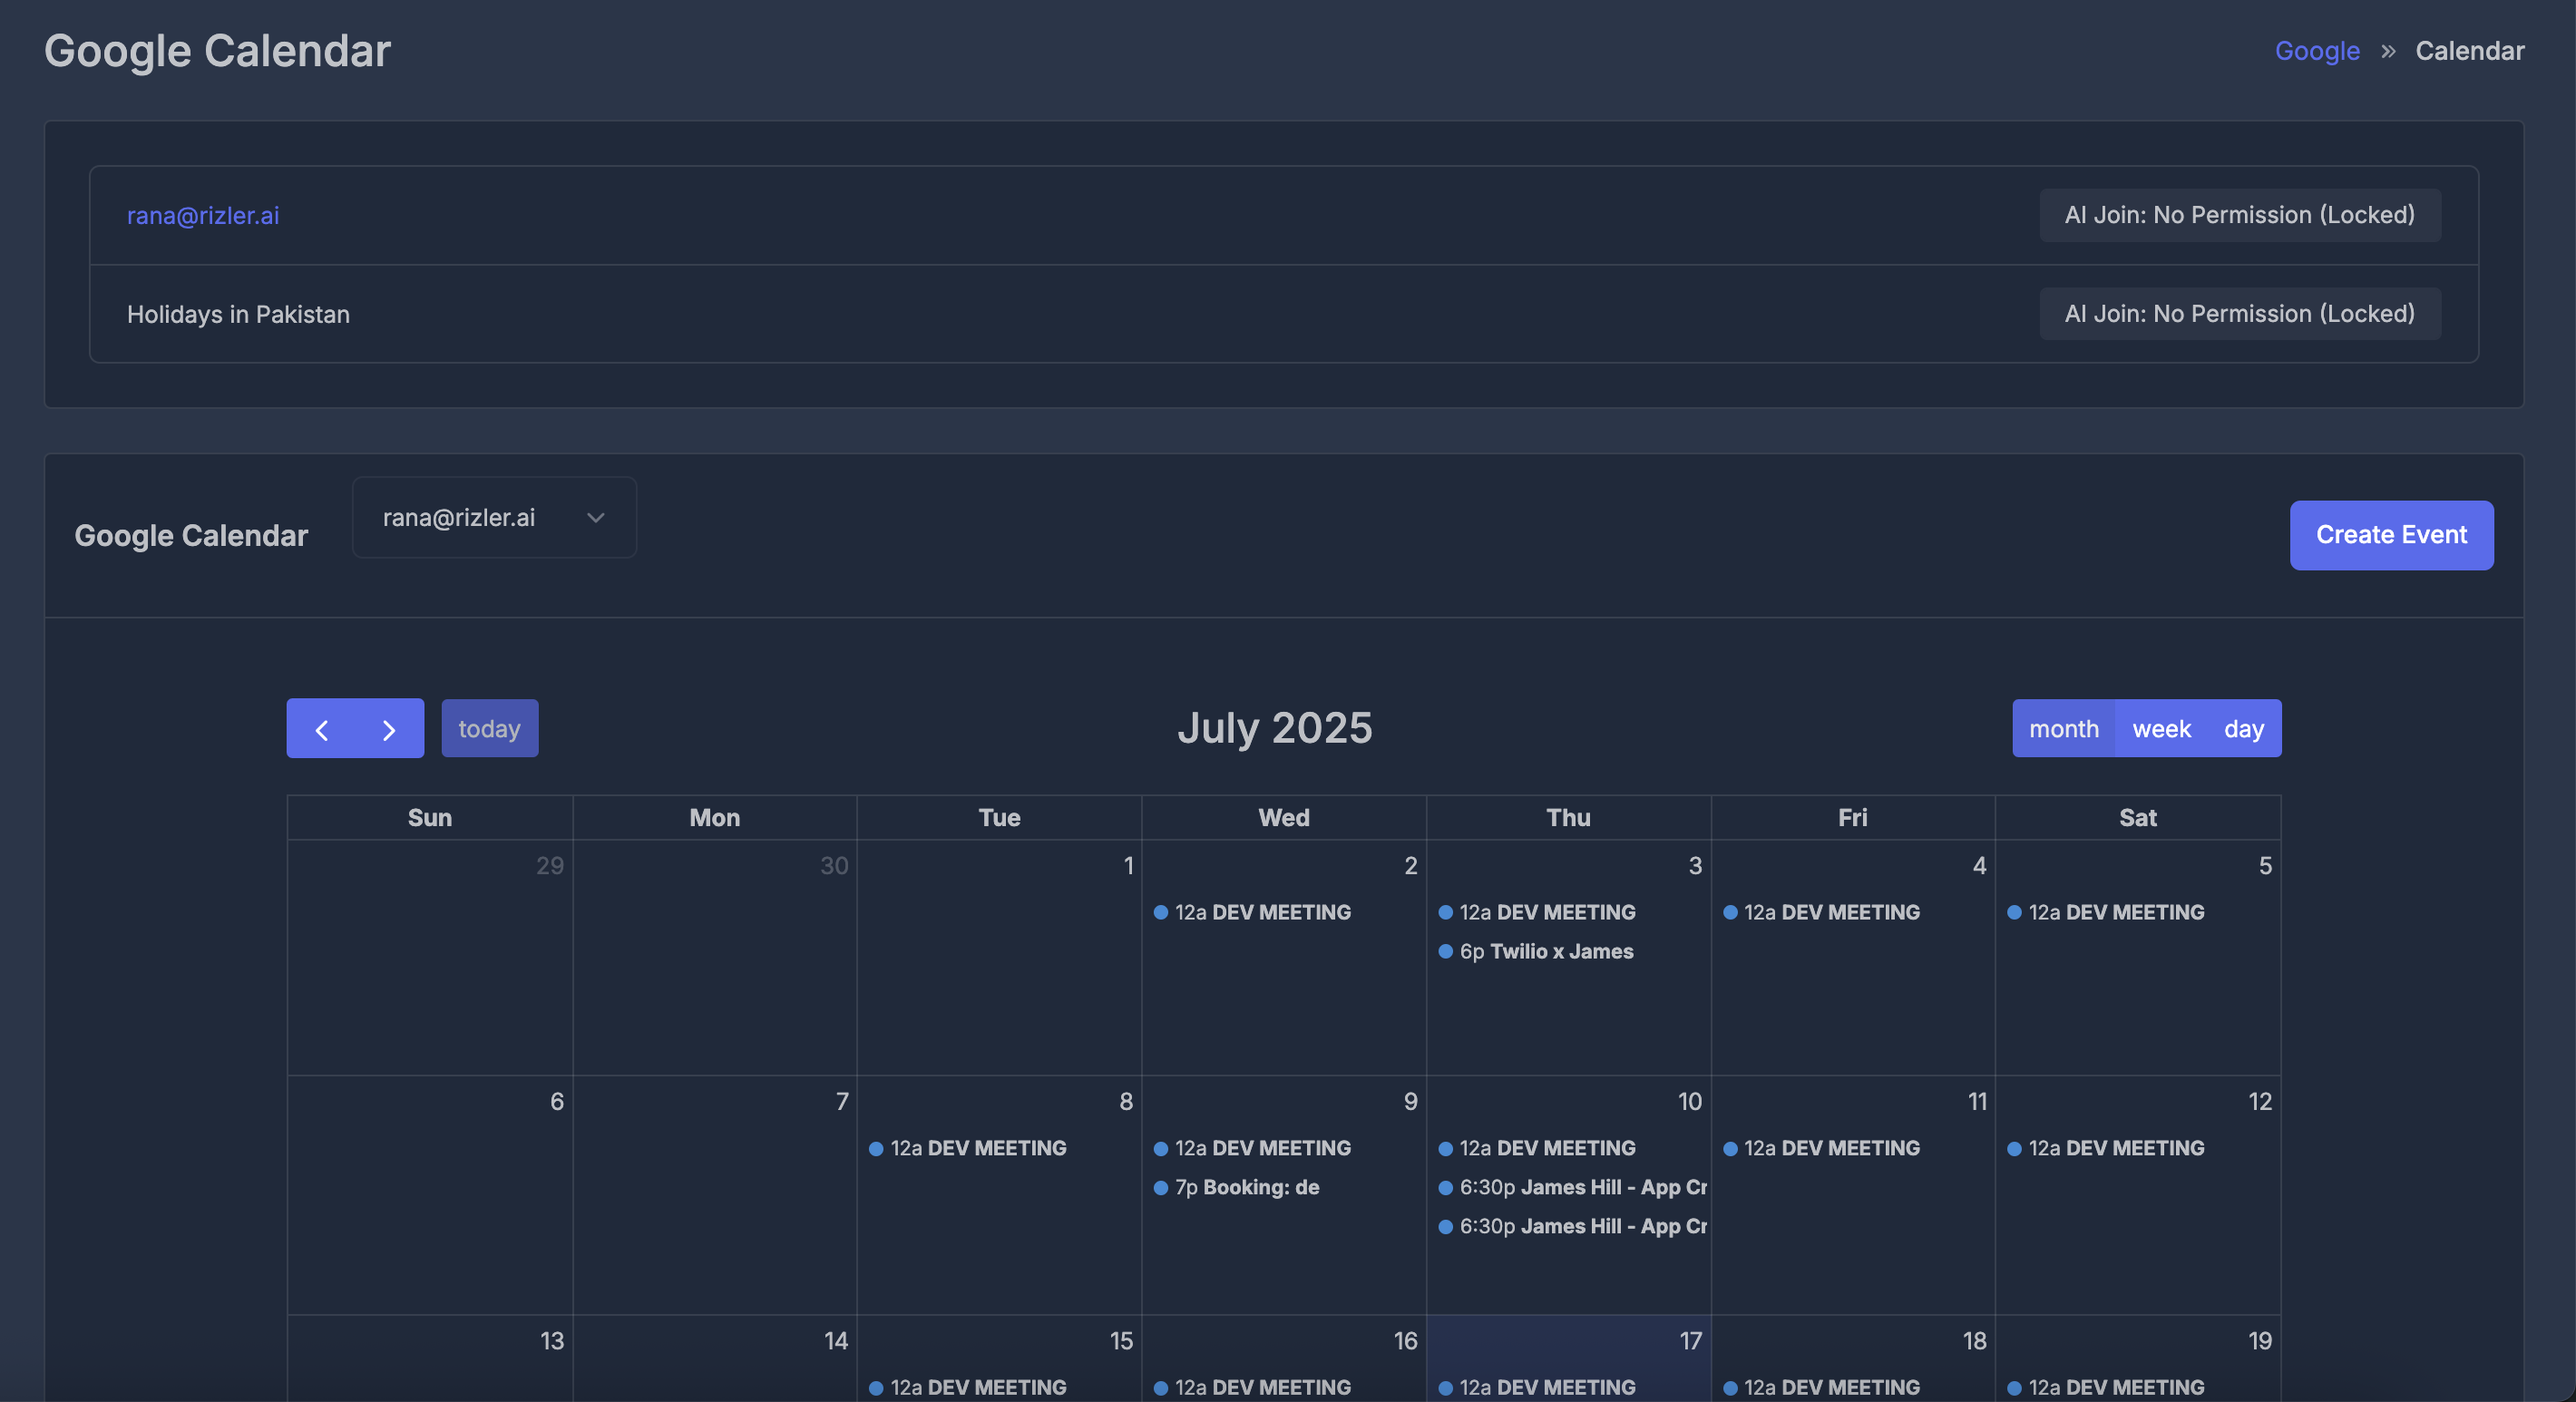 Google Calendar
Google » Calendar
rana@rizler.ai
AI Join: No Permission (Locked)
Holidays in Pakistan
AI Join: No Permission (Locked)
Google Calendar
rana@rizler.ai
Create Event
today
July 2025
month week day
Sun Mon Tue Wed Thu Fri Sat
29 30 1 2 3 4 5
12a DEV MEETING 12a DEV MEETING 12a DEV MEETING 12a DEV MEETING
6p Twilio x James
6 7 8 9 10 11 12
12a DEV MEETING 12a DEV MEETING 12a DEV MEETING 12a DEV MEETING 12a DEV MEETING
7p Booking: de 6:30p James Hill - App Cr
6:30p James Hill - App Cr
13 14 15 16 17 18 19
12a DEV MEETING 12a DEV MEETING 12a DEV MEETING 12a DEV MEETING 12a DEV MEETING